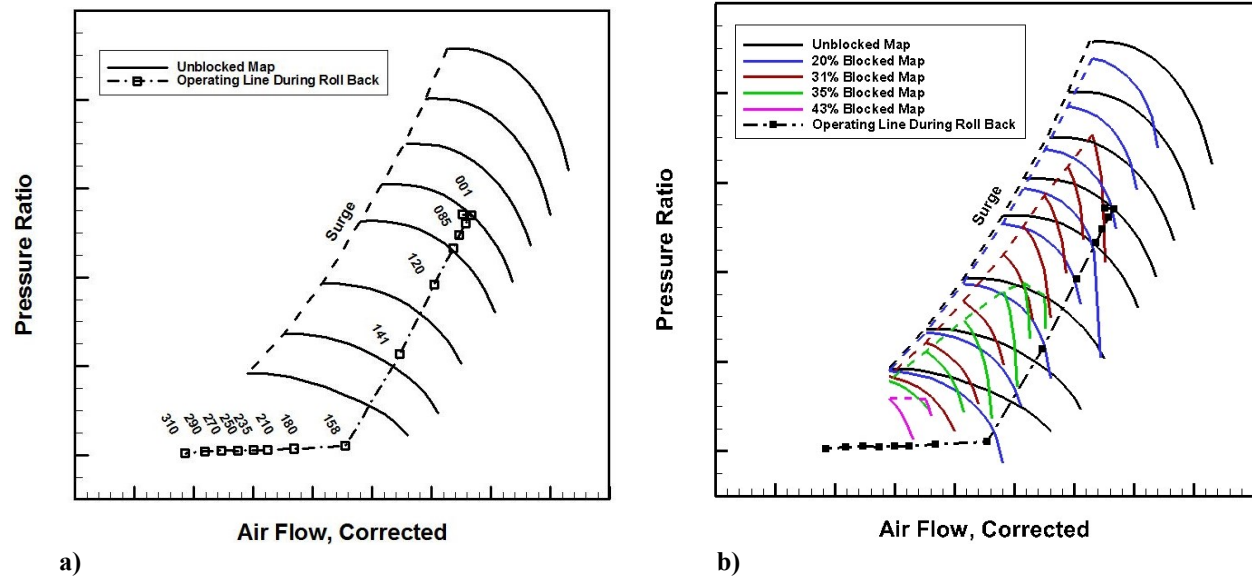 Unblocked Map
Operating Line During Roll Back
Pressure Ratio
Surge
001
085
120
141
158
180
210
235
250
270
290
310
Air Flow, Corrected
a)
Unblocked Map
20% Blocked Map
31% Blocked Map
35% Blocked Map
43% Blocked Map
Operating Line During Roll Back
Pressure Ratio
Surge
Air Flow, Corrected
b)